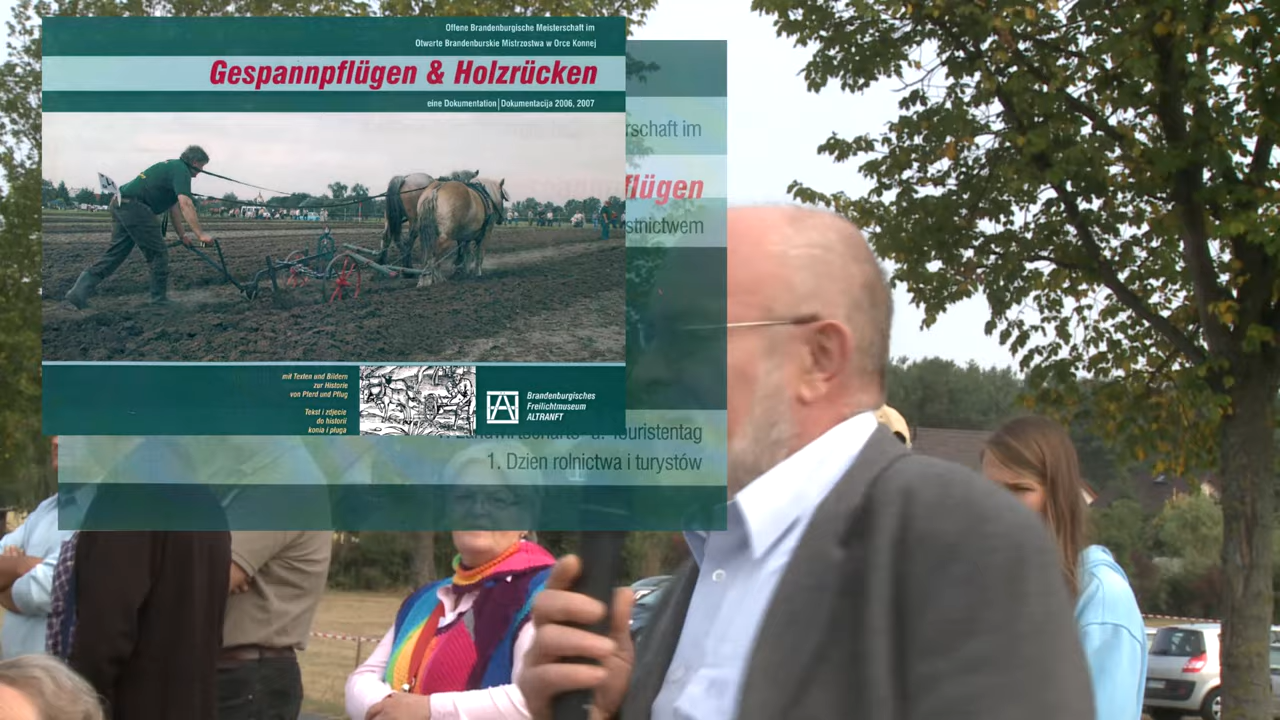 Offene Brandenburgische Meisterschaft im
Otwarte Brandenburskie Mistrzostwa w Orce Konnej
Gespannpflügen & Holzrücken
eine Dokumentation | Dokumentacija 2006, 2007
rschaft im
flügen
stnictwem
mit Texten und Bildern
zur Historie
von Pferd und Pflug
Tekst i zdjecie
do historii
konia i pługa
Brandenburgisches
Freilichtmuseum
ALTRANFT
Landwirtschafts- u. Touristentag
1. Dzien rolnictwa i turystów